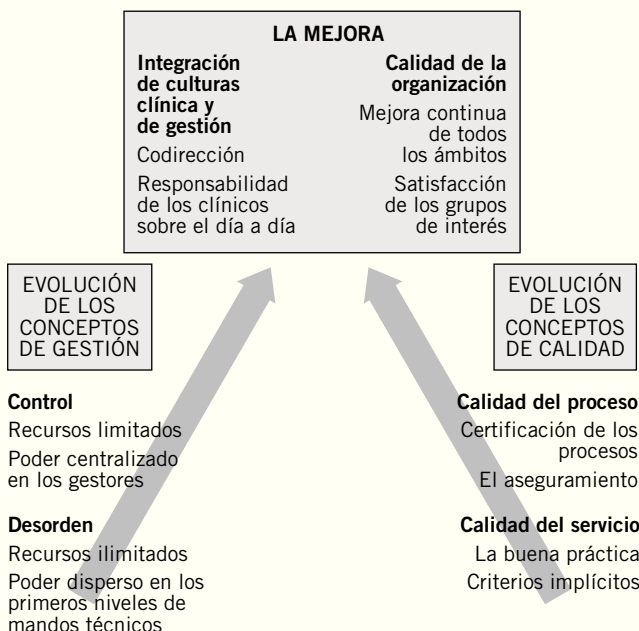 LA MEJORA
Integración
de culturas
clínica y
de gestión
Codirección
Responsabilidad
de los clínicos
sobre el día a día
Calidad de la
organización
Mejora continua
de todos
los ámbitos
Satisfacción
de los grupos
de interés
EVOLUCIÓN
DE LOS
CONCEPTOS
DE GESTIÓN
Control
Recursos limitados
Poder centralizado
en los gestores
Desorden
Recursos ilimitados
Poder disperso en los
primeros niveles de
mandos técnicos
EVOLUCIÓN
DE LOS
CONCEPTOS
DE CALIDAD
Calidad del proceso
Certificación de los
procesos
El aseguramiento
Calidad del servicio
La buena práctica
Criterios implícitos